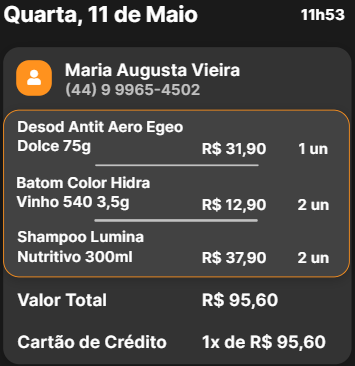 Quarta, 11 de Maio 11h53
Maria Augusta Vieira
(44) 9 9965-4502
Desod Antit Aero Egeo
Dolce 75g R$ 31,90 1 un
Batom Color Hidra
Vinho 540 3,5g R$ 12,90 2 un
Shampoo Lumina
Nutritivo 300ml R$ 37,90 2 un
Valor Total R$ 95,60
Cartão de Crédito 1x de R$ 95,60